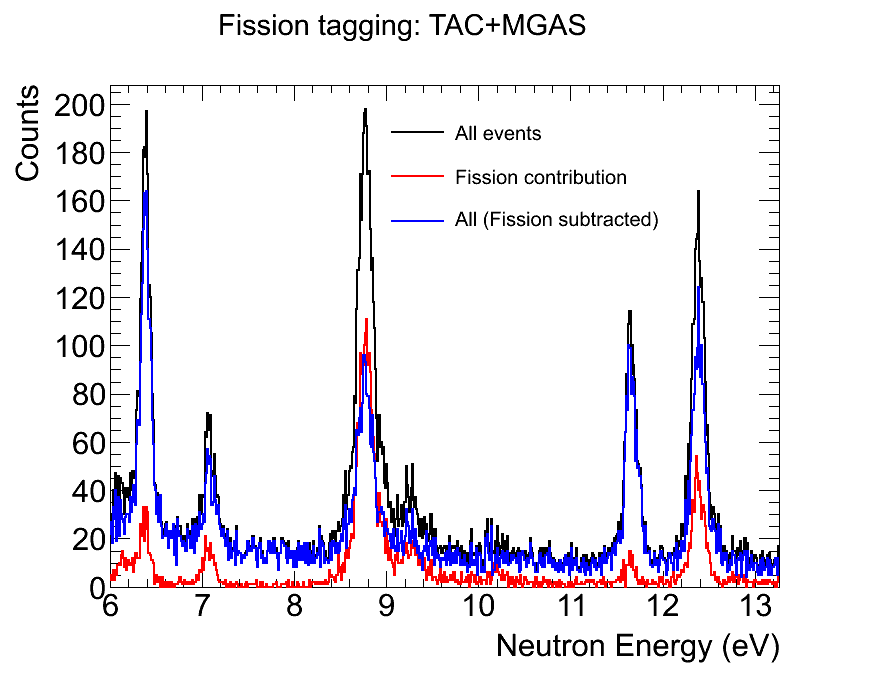 Fission tagging: TAC+MGAS
Counts
200
180
160
140
120
100
80
60
40
20
0
All events
Fission contribution
All (Fission subtracted)
6 7 8 9 10 11 12 13
Neutron Energy (eV)